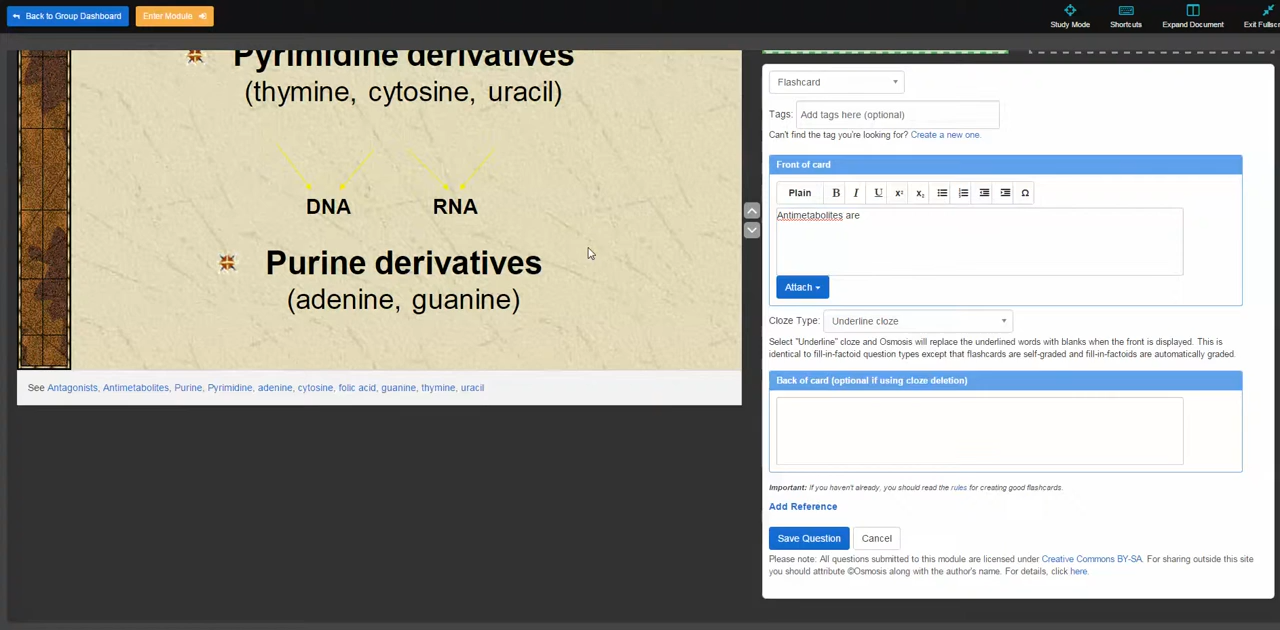 Back to Group Dashboard
Enter Module
Study Mode
Shortcuts
Expand Document
Exit Fullsc
Pyrimidine derivatives
(thymine, cytosine, uracil)
DNA
RNA
Purine derivatives
(adenine, guanine)
See Antagonists, Antimetabolites, Purine, Pyrimidine, adenine, cytosine, folic acid, guanine, thymine, uracil
Flashcard
Tags: Add tags here (optional)
Can't find the tag you're looking for? Create a new one.
Front of card
Plain B I U x² x₂ Ω
Antimetabolites are
Attach
Cloze Type: Underline cloze
Select "Underline" cloze and Osmosis will replace the underlined words with blanks when the front is displayed. This is
identical to fill-in-factoid question types except that flashcards are self-graded and fill-in-factoids are automatically graded.
Back of card (optional if using cloze deletion)
Important: If you haven't already, you should read the rules for creating good flashcards.
Add Reference
Save Question
Cancel
Please note: All questions submitted to this module are licensed under Creative Commons BY-SA. For sharing outside this site
you should attribute ©Osmosis along with the author's name. For details, click here.